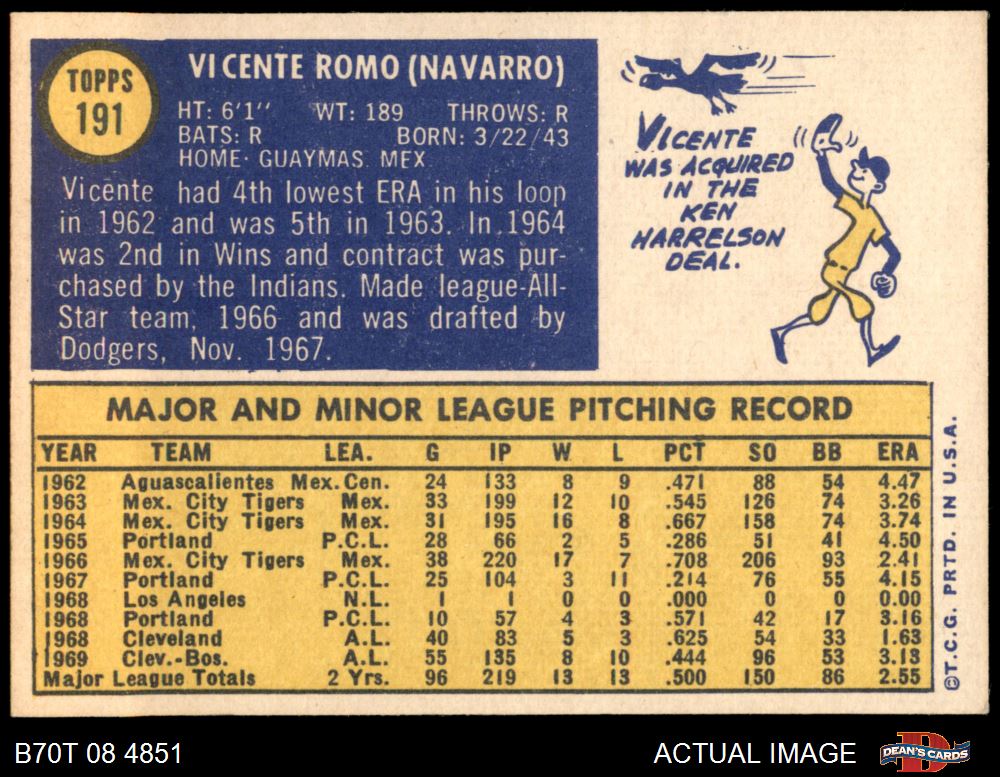 TOPPS
191
VICENTE ROMO (NAVARRO)
HT: 6'1" WT: 189 THROWS: R
BATS: R BORN: 3/22/43
HOME· GUAYMAS. MEX
Vicente had 4th lowest ERA in his loop
in 1962 and was 5th in 1963. In 1964
was 2nd in Wins and contract was pur-
chased by the Indians. Made league-All-
Star team, 1966 and was drafted by
Dodgers, Nov. 1967.
VICENTE
WAS ACQUIRED
IN THE
KEN
HARRELSON
DEAL.
MAJOR AND MINOR LEAGUE PITCHING RECORD
YEAR TEAM LEA. G IP W L PCT SO BB ERA
1962 Aguascalientes Mex. Cen. 24 133 8 9 .471 88 54 4.47
1963 Mex. City Tigers Mex. 33 199 12 10 .545 126 74 3.26
1964 Mex. City Tigers Mex. 31 195 16 8 .667 158 74 3.74
1965 Portland P.C.L. 28 66 2 5 .286 51 41 4.50
1966 Mex. City Tigers Mex. 38 220 17 7 .708 206 93 2.41
1967 Portland P.C.L. 25 104 3 11 .214 76 55 4.15
1968 Los Angeles N.L. 1 1 0 0 .000 0 0 0.00
1968 Portland P.C.L. 10 57 4 3 .571 42 17 3.16
1968 Cleveland A.L. 40 83 5 3 .625 54 33 1.63
1969 Clev.-Bos. A.L. 55 135 8 10 .444 96 53 3.13
Major League Totals 2 Yrs. 96 219 13 13 .500 150 86 2.55
©T.C.G. PRTD. IN U.S.A.
B70T 08 4851
ACTUAL IMAGE
DEAN'S CARDS